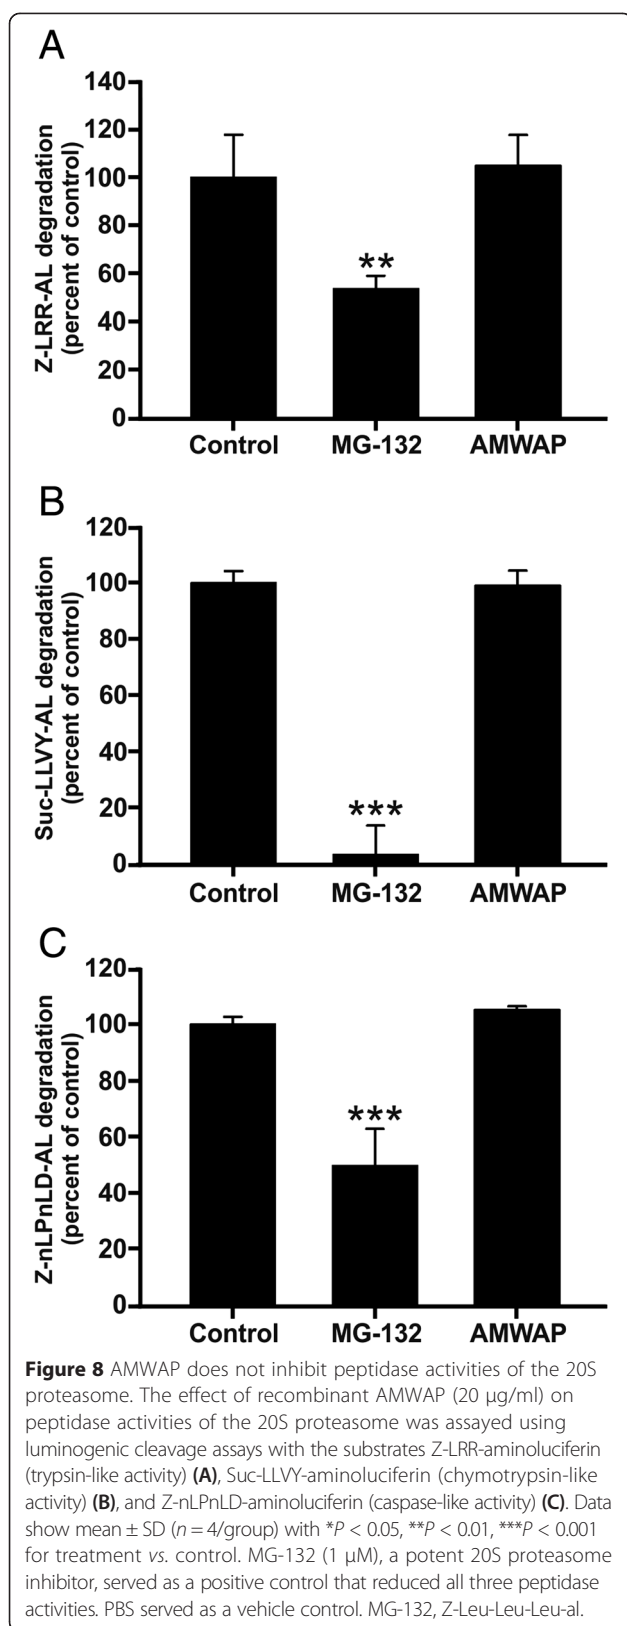 A
Z-LRR-AL degradation
(percent of control)
140
120
100
80
60
40
20
0
**
Control MG-132 AMWAP
B
Suc-LLVY-AL degradation
(percent of control)
120
100
80
60
40
20
0
***
Control MG-132 AMWAP
C
Z-nLPnLD-AL degradation
(percent of control)
120
100
80
60
40
20
0
***
Control MG-132 AMWAP
Figure 8 AMWAP does not inhibit peptidase activities of the 20S
proteasome. The effect of recombinant AMWAP (20 μg/ml) on
peptidase activities of the 20S proteasome was assayed using
luminogenic cleavage assays with the substrates Z-LRR-aminoluciferin
(trypsin-like activity) (A), Suc-LLVY-aminoluciferin (chymotrypsin-like
activity) (B), and Z-nLPnLD-aminoluciferin (caspase-like activity) (C). Data
show mean ± SD (n = 4/group) with *P < 0.05, **P < 0.01, ***P < 0.001
for treatment vs. control. MG-132 (1 μM), a potent 20S proteasome
inhibitor, served as a positive control that reduced all three peptidase
activities. PBS served as a vehicle control. MG-132, Z-Leu-Leu-Leu-al.